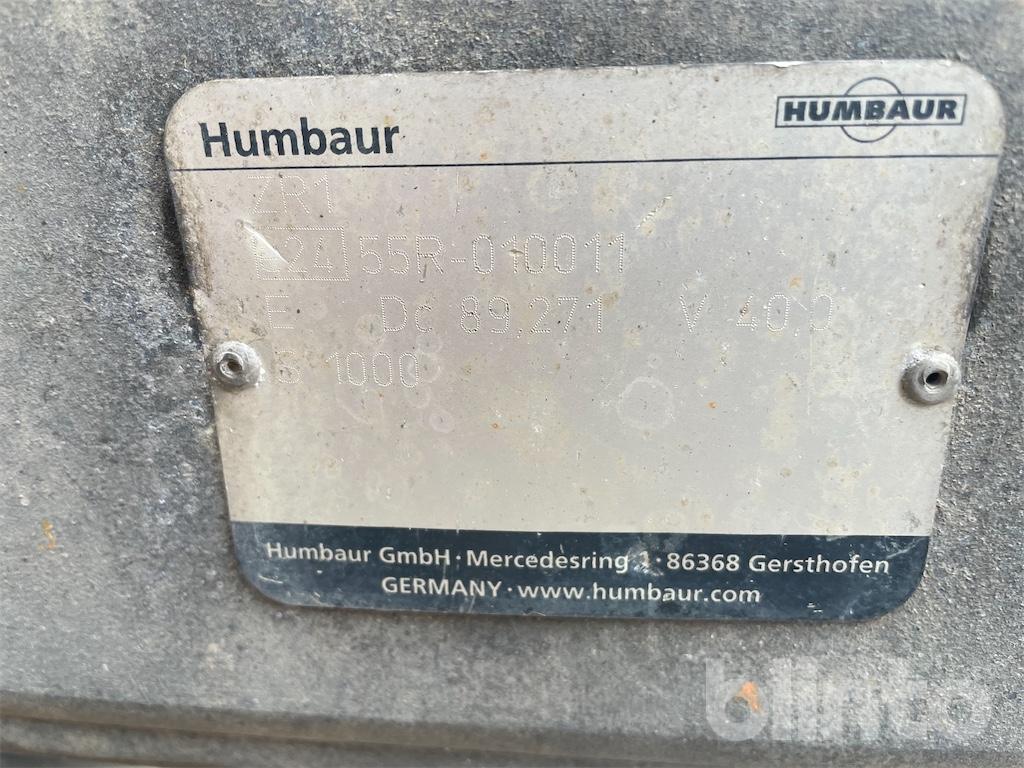 Humbaur
HUMBAUR
ZR1
24 55R-010011
E Dc 89,271 V 40,0
S 1000
Humbaur GmbH · Mercedesring 1 · 86368 Gersthofen
GERMANY · www.humbaur.com
blinto